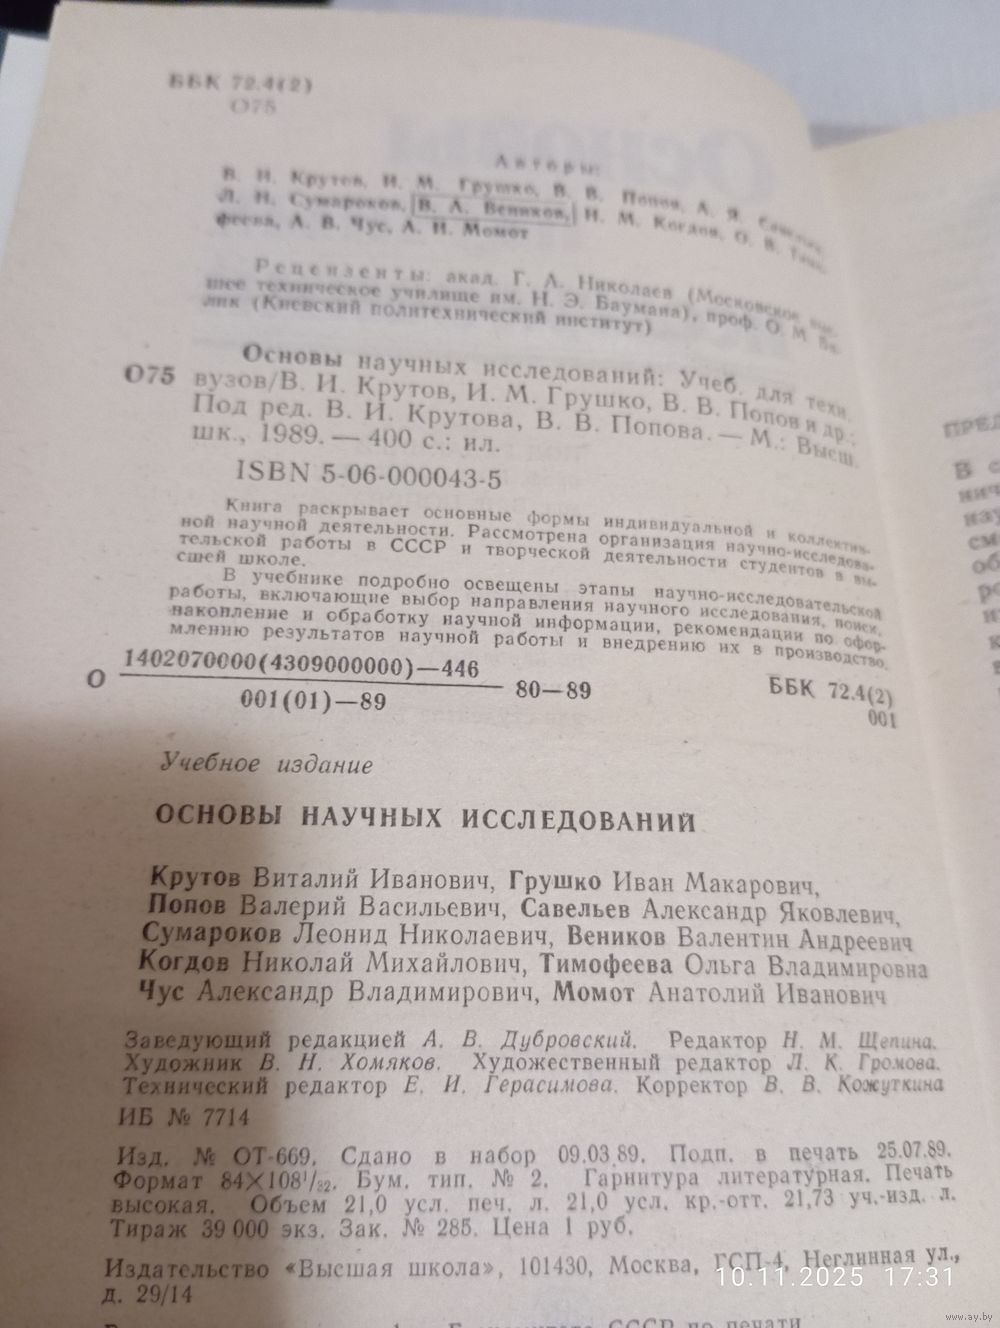 ББК 72.4(2)
О75
Авторы:
В. И. Крутов, И. М. Грушко, В. В. Попов, А. Я. Савельев,
Л. Н. Сумароков, В. А. Веников, Н. М. Когдов, О. В. Тимо-
феева, А. В. Чус, А. И. Момот
Рецензенты: акад. Г. А. Николаев (Московское выс-
шее техническое училище им. Н. Э. Баумана), проф. О. М.
(Киевский политехнический институт)
Основы научных исследований: Учеб. для техн.
О75 вузов/В. И. Крутов, И. М. Грушко, В. В. Попов и др.;
Под ред. В. И. Крутова, В. В. Попова. — М.: Высш.
шк., 1989. — 400 с.: ил.
ISBN 5-06-000043-5
Книга раскрывает основные формы индивидуальной и коллектив-
ной научной деятельности. Рассмотрена организация научно-исследова-
тельской работы в СССР и творческой деятельности студентов в вы-
сшей школе.
В учебнике подробно освещены этапы научно-исследовательской
работы, включающие выбор направления научного исследования, поиск,
накопление и обработку научной информации, рекомендации по офор-
млению результатов научной работы и внедрению их в производство.
О 1402070000(4309000000)—446
001(01)—89
80—89
ББК 72.4(2)
001
Учебное издание
ОСНОВЫ НАУЧНЫХ ИССЛЕДОВАНИЙ
Крутов Виталий Иванович, Грушко Иван Макарович,
Попов Валерий Васильевич, Савельев Александр Яковлевич,
Сумароков Леонид Николаевич, Веников Валентин Андреевич
Когдов Николай Михайлович, Тимофеева Ольга Владимировна
Чус Александр Владимирович, Момот Анатолий Иванович
Заведующий редакцией А. В. Дубровский. Редактор Н. М. Щепина.
Художник В. Н. Хомяков. Художественный редактор Л. К. Громова.
Технический редактор Е. И. Герасимова. Корректор В. В. Кожуткина
ИБ № 7714
Изд. № ОТ-669. Сдано в набор 09.03.89. Подп. в печать 25.07.89.
Формат 84×108¹/₃₂. Бум. тип. № 2. Гарнитура литературная. Печать
высокая. Объем 21,0 усл. печ. л. 21,0 усл. кр.-отт. 21,73 уч.-изд. л.
Тираж 39 000 экз. Зак. № 285. Цена 1 руб.
Издательство «Высшая школа», 101430, Москва, ГСП-4, Неглинная ул.,
д. 29/14
СССР по печати
10.11.2025 17:31
www.ay.by